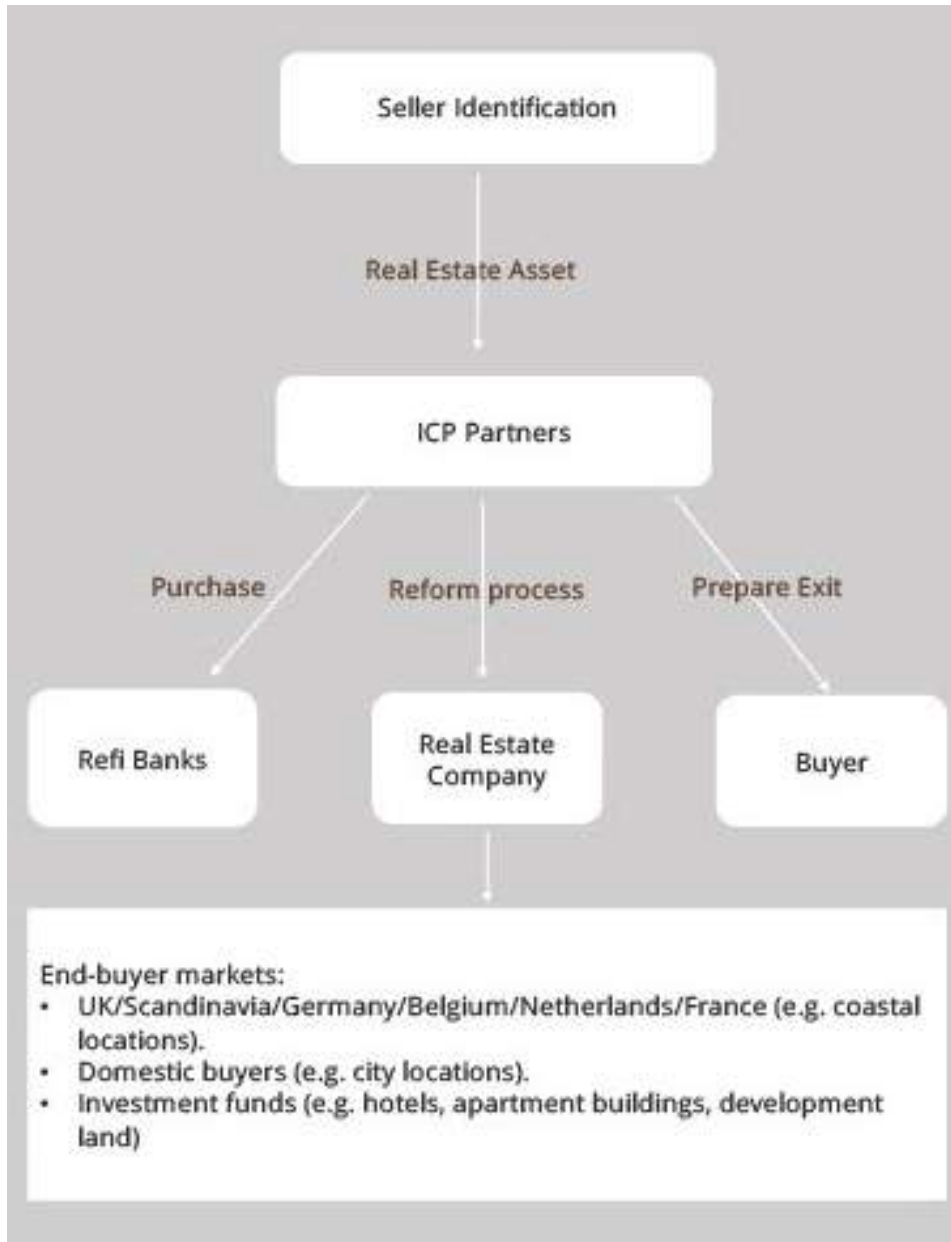 Seller Identification
Real Estate Asset
ICP Partners
Purchase
Reform process
Prepare Exit
Refi Banks
Real Estate
Company
Buyer
End-buyer markets:
• UK/Scandinavia/Germany/Belgium/Netherlands/France (e.g. coastal
locations).
• Domestic buyers (e.g. city locations).
• Investment funds (e.g. hotels, apartment buildings, development
land)